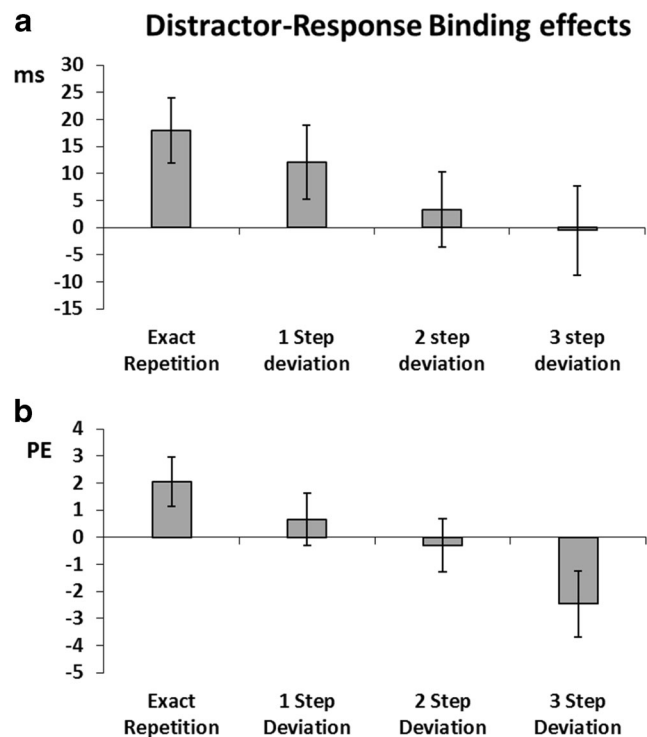 a
Distractor-Response Binding effects
ms
30
25
20
15
10
5
0
-5
-10
-15
Exact
Repetition
1 Step
deviation
2 step
deviation
3 step
deviation
b
PE
4
3
2
1
0
-1
-2
-3
-4
-5
Exact
Repetition
1 Step
Deviation
2 Step
Deviation
3 Step
Deviation